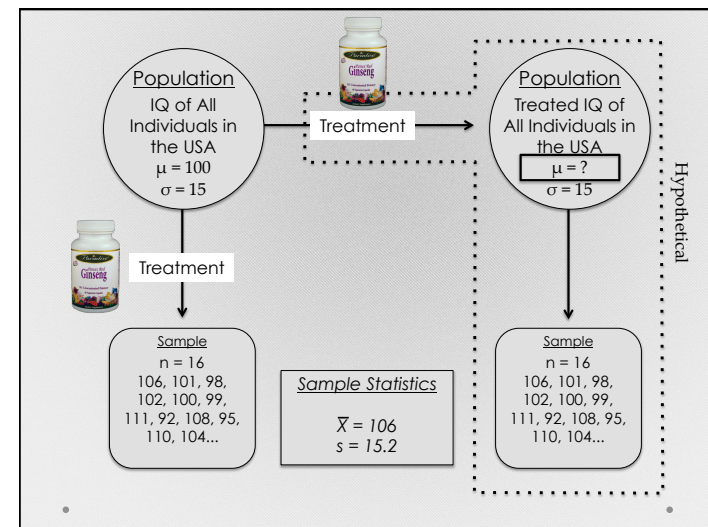 Population
IQ of All
Individuals in
the USA
μ = 100
σ = 15
Ginseng
Treatment
Population
Treated IQ of
All Individuals in
the USA
μ = ?
σ = 15
Hypothetical
Ginseng
Treatment
Sample
n = 16
106, 101, 98,
102, 100, 99,
111, 92, 108, 95,
110, 104...
Sample Statistics
X̅ = 106
s = 15.2
Sample
n = 16
106, 101, 98,
102, 100, 99,
111, 92, 108, 95,
110, 104...